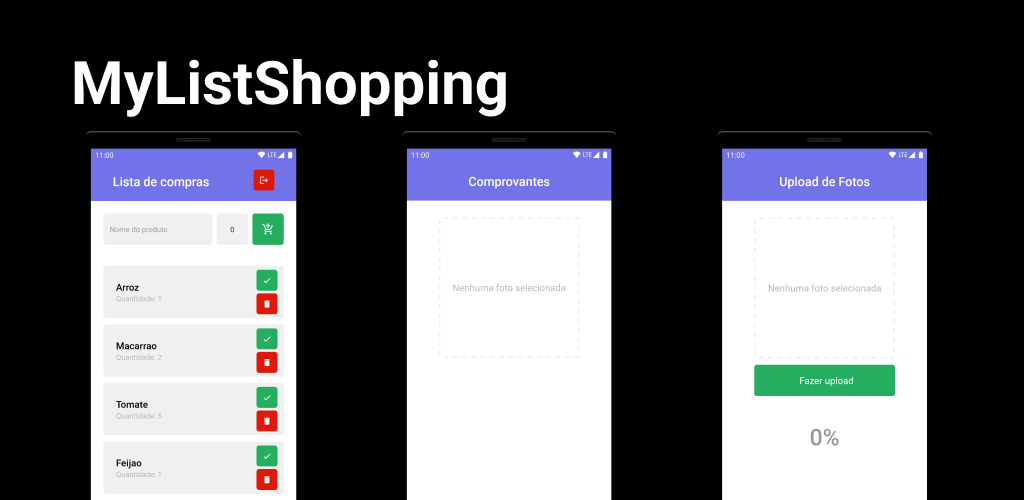 MyListShopping
11:00
LTE
Lista de compras
Nome do produto
0
Arroz
Quantidade: 1
Macarrao
Quantidade: 2
Tomate
Quantidade: 5
Feijao
Quantidade: 1
11:00
LTE
Comprovantes
Nenhuma foto selecionada
11:00
LTE
Upload de Fotos
Nenhuma foto selecionada
Fazer upload
0%